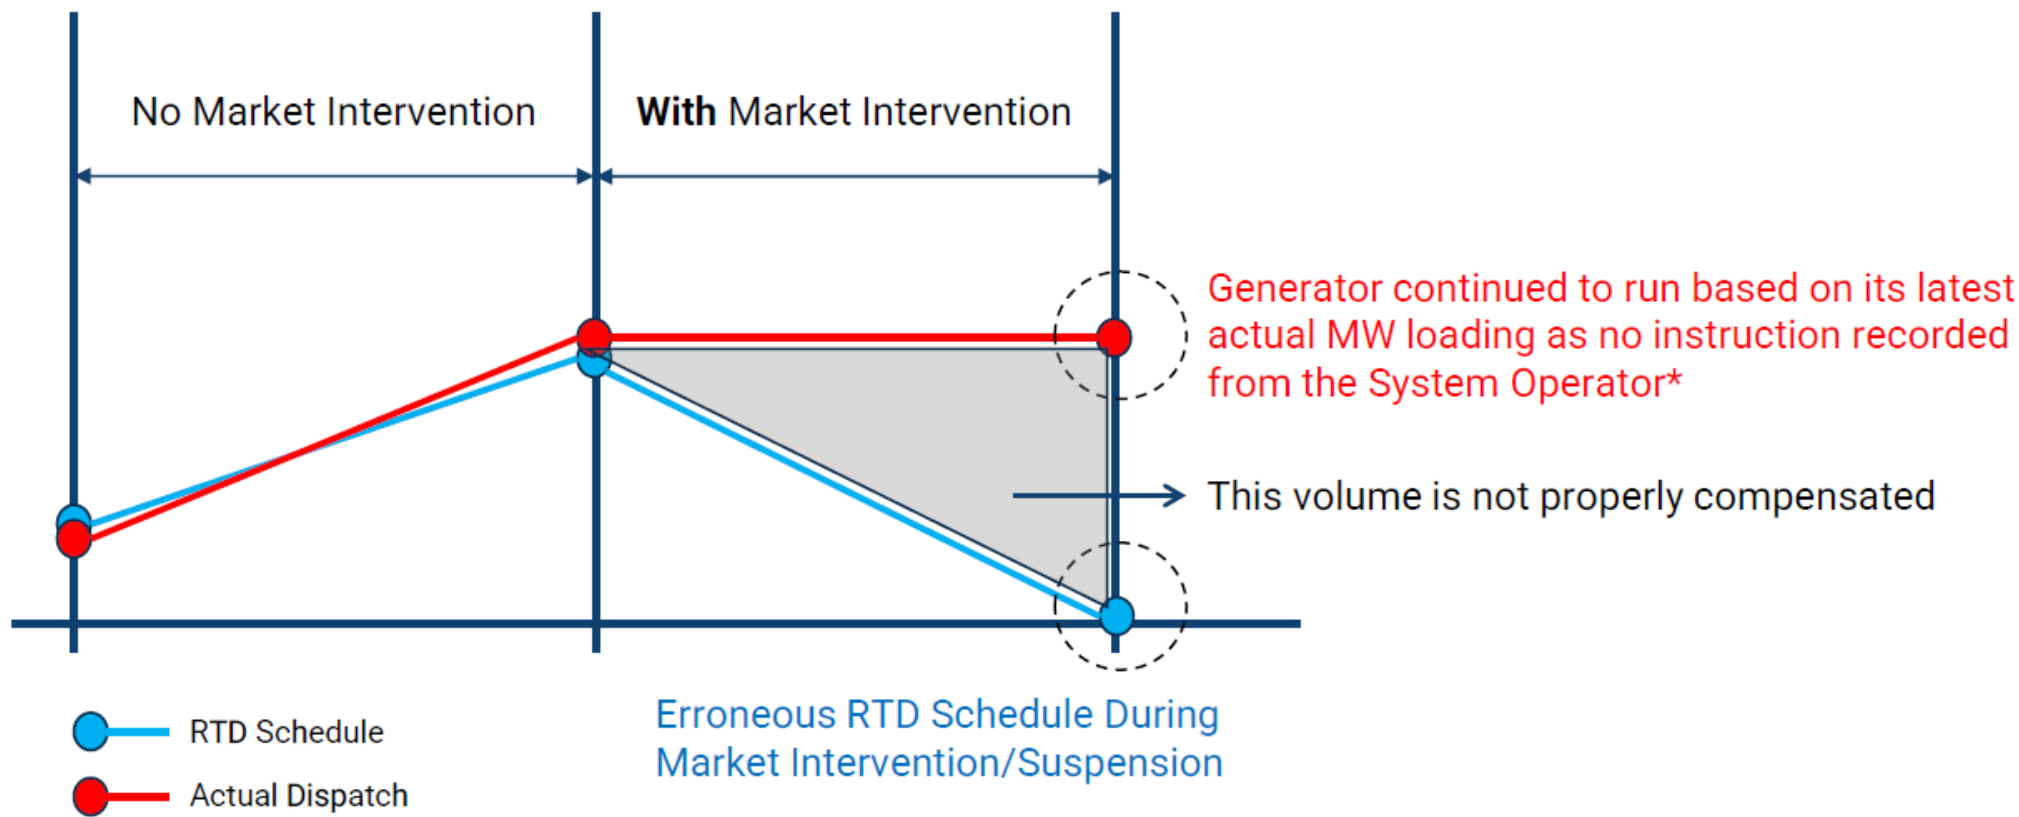 No Market Intervention
With Market Intervention
Generator continued to run based on its latest
actual MW loading as no instruction recorded
from the System Operator*
This volume is not properly compensated
Erroneous RTD Schedule During
Market Intervention/Suspension
RTD Schedule
Actual Dispatch